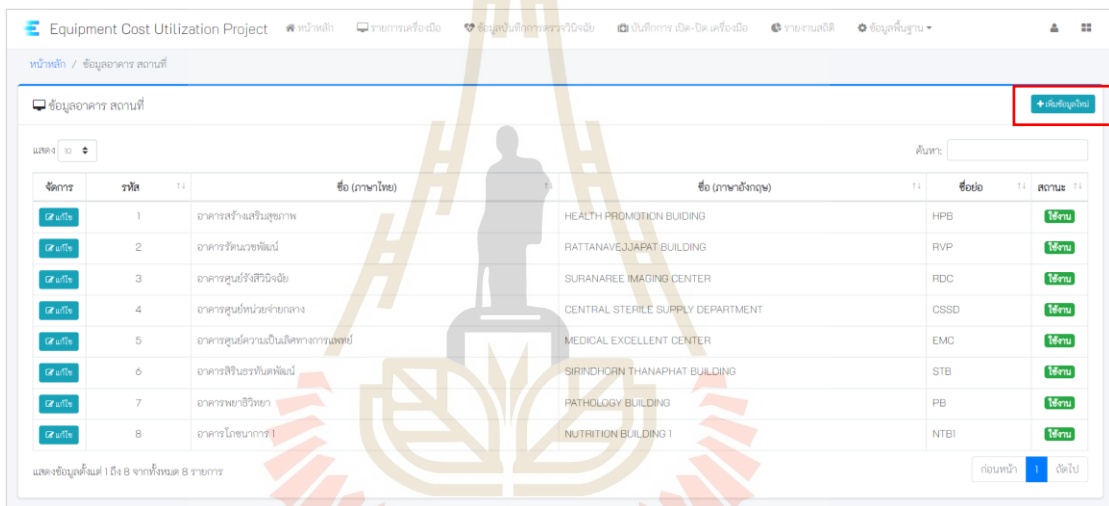 Equipment Cost Utilization Project หน้าหลัก รายการเครื่องมือ ข้อมูลบันทึกการตรวจวินิจฉัย บันทึกการ เปิด-ปิด เครื่องมือ รายงานสถิติ ข้อมูลพื้นฐาน
หน้าหลัก / ข้อมูลอาคาร สถานที่
ข้อมูลอาคาร สถานที่ +เพิ่มข้อมูลใหม่
แสดง 10 ค้นหา:
จัดการ รหัส ชื่อ (ภาษาไทย) ชื่อ (ภาษาอังกฤษ) ชื่อย่อ สถานะ
แก้ไข 1 อาคารสร้างเสริมสุขภาพ HEALTH PROMOTION BUIDING HPB ใช้งาน
แก้ไข 2 อาคารรัตนเวชพัฒน์ RATTANAVEJJAPAT BUILDING RVP ใช้งาน
แก้ไข 3 อาคารศูนย์รังสีวินิจฉัย SURANAREE IMAGING CENTER RDC ใช้งาน
แก้ไข 4 อาคารศูนย์หน่วยจ่ายกลาง CENTRAL STERILE SUPPLY DEPARTMENT CSSD ใช้งาน
แก้ไข 5 อาคารศูนย์ความเป็นเลิศทางการแพทย์ MEDICAL EXCELLENT CENTER EMC ใช้งาน
แก้ไข 6 อาคารสิรินธรทันตพัฒน์ SIRINDHORN THANAPHAT BUILDING STB ใช้งาน
แก้ไข 7 อาคารพยาธิวิทยา PATHOLOGY BUILDING PB ใช้งาน
แก้ไข 8 อาคารโภชนาการ 1 NUTRITION BUILDING 1 NTB1 ใช้งาน
แสดงข้อมูลตั้งแต่ 1 ถึง 8 จากทั้งหมด 8 รายการ ก่อนหน้า 1 ถัดไป